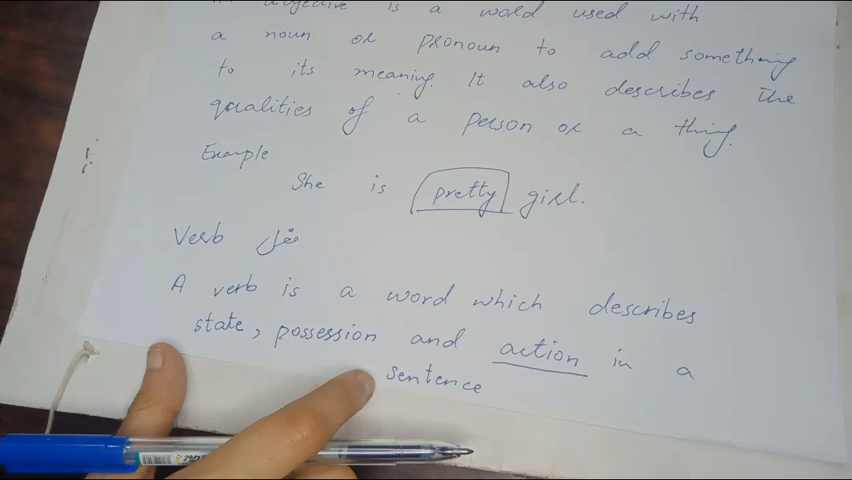 adjective is a word used with
a noun or pronoun to add something
to its meaning. It also describes the
qualities of a person or a thing.
Example
She is pretty girl.
Verb فعل
A verb is a word which describes
state, possession and action in a
sentence